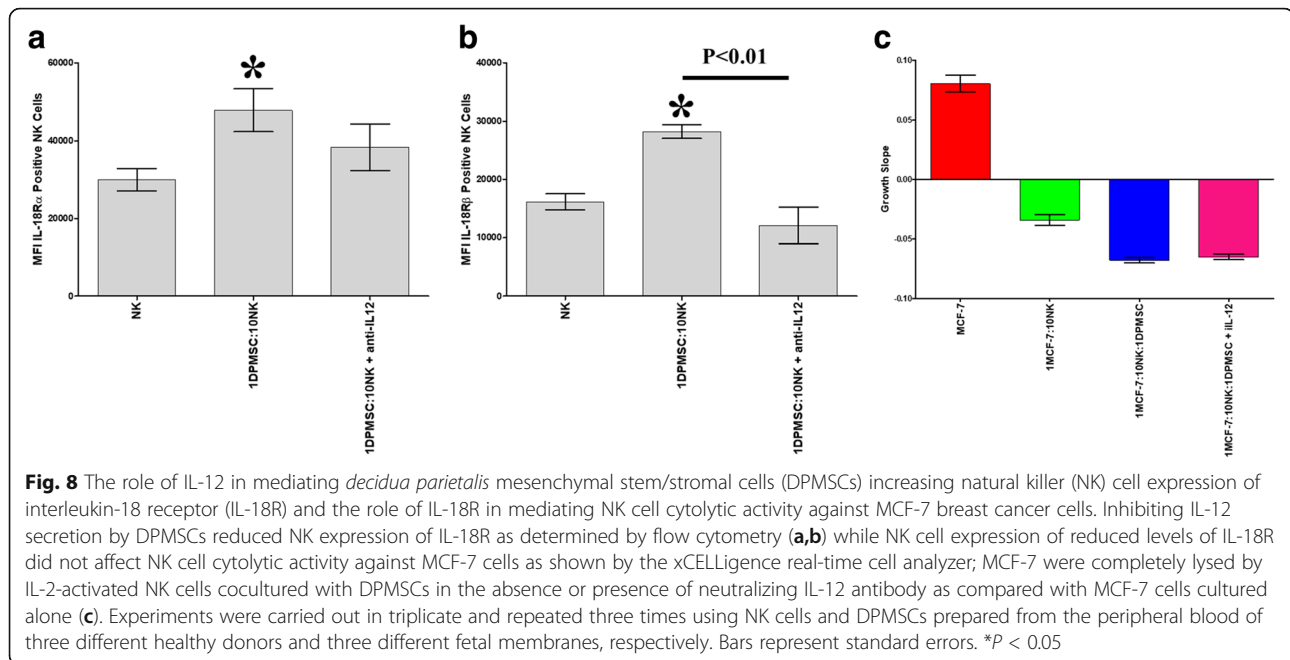 a
b
c
60000
40000
20000
0
MFI IL-18Rα Positive NK Cells
*
NK
1DPMSC:10NK
1DPMSC:10NK + anti-IL12
40000
30000
20000
10000
0
MFI IL-18Rβ Positive NK Cells
P<0.01
*
NK
1DPMSC:10NK
1DPMSC:10NK + anti-IL12
0.10
0.05
0.00
-0.05
-0.10
Growth Slope
MCF-7
1MCF-7:10NK
1MCF-7:10NK:1DPMSC
1MCF-7:10NK:1DPMSC + iIL-12
Fig. 8 The role of IL-12 in mediating decidua parietalis mesenchymal stem/stromal cells (DPMSCs) increasing natural killer (NK) cell expression of
interleukin-18 receptor (IL-18R) and the role of IL-18R in mediating NK cell cytolytic activity against MCF-7 breast cancer cells. Inhibiting IL-12
secretion by DPMSCs reduced NK expression of IL-18R as determined by flow cytometry (a,b) while NK cell expression of reduced levels of IL-18R
did not affect NK cell cytolytic activity against MCF-7 cells as shown by the xCELLigence real-time cell analyzer; MCF-7 were completely lysed by
IL-2-activated NK cells cocultured with DPMSCs in the absence or presence of neutralizing IL-12 antibody as compared with MCF-7 cells cultured
alone (c). Experiments were carried out in triplicate and repeated three times using NK cells and DPMSCs prepared from the peripheral blood of
three different healthy donors and three different fetal membranes, respectively. Bars represent standard errors. *P < 0.05